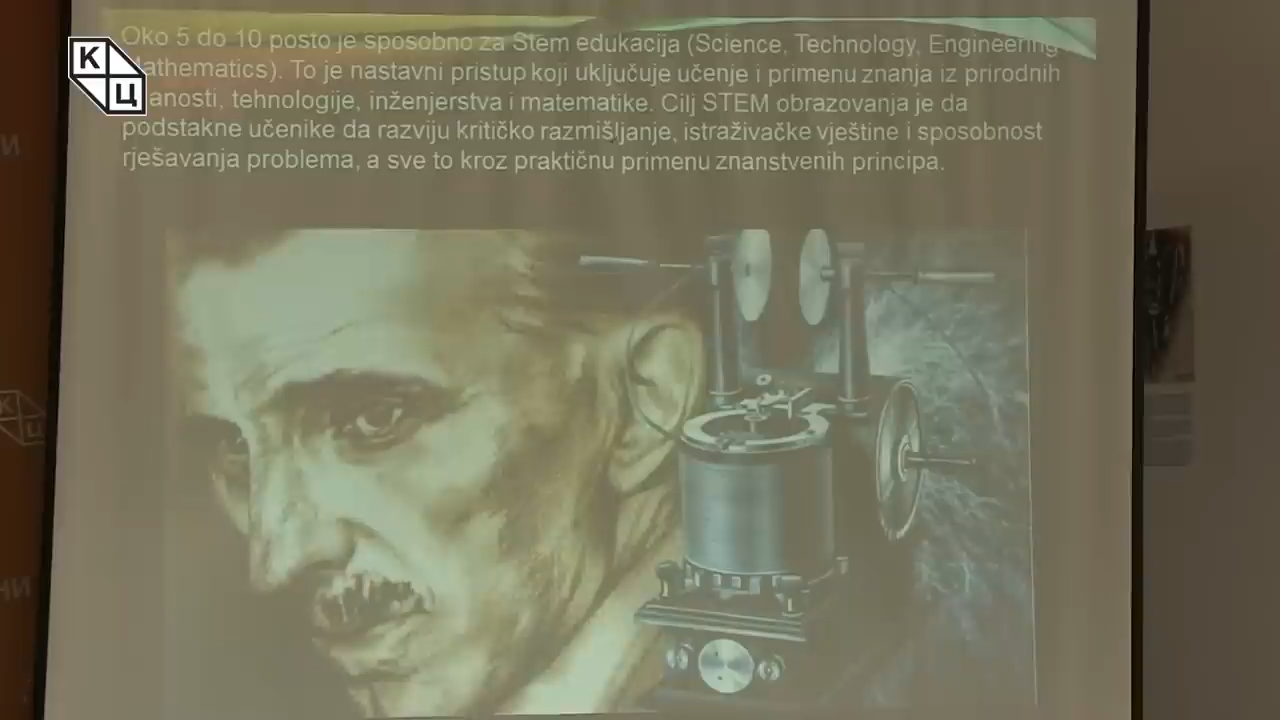 К
Ц
Oko 5 do 10 posto je sposobno za Stem edukacija (Science, Technology, Engineering
athematics). To je nastavni pristup koji uključuje učenje i primenu znanja iz prirodnih
anosti, tehnologije, inženjerstva i matematike. Cilj STEM obrazovanja je da
podstakne učenike da razviju kritičko razmišljanje, istraživačke vještine i sposobnost
rješavanja problema, a sve to kroz praktičnu primenu znanstvenih principa.
К
Ц